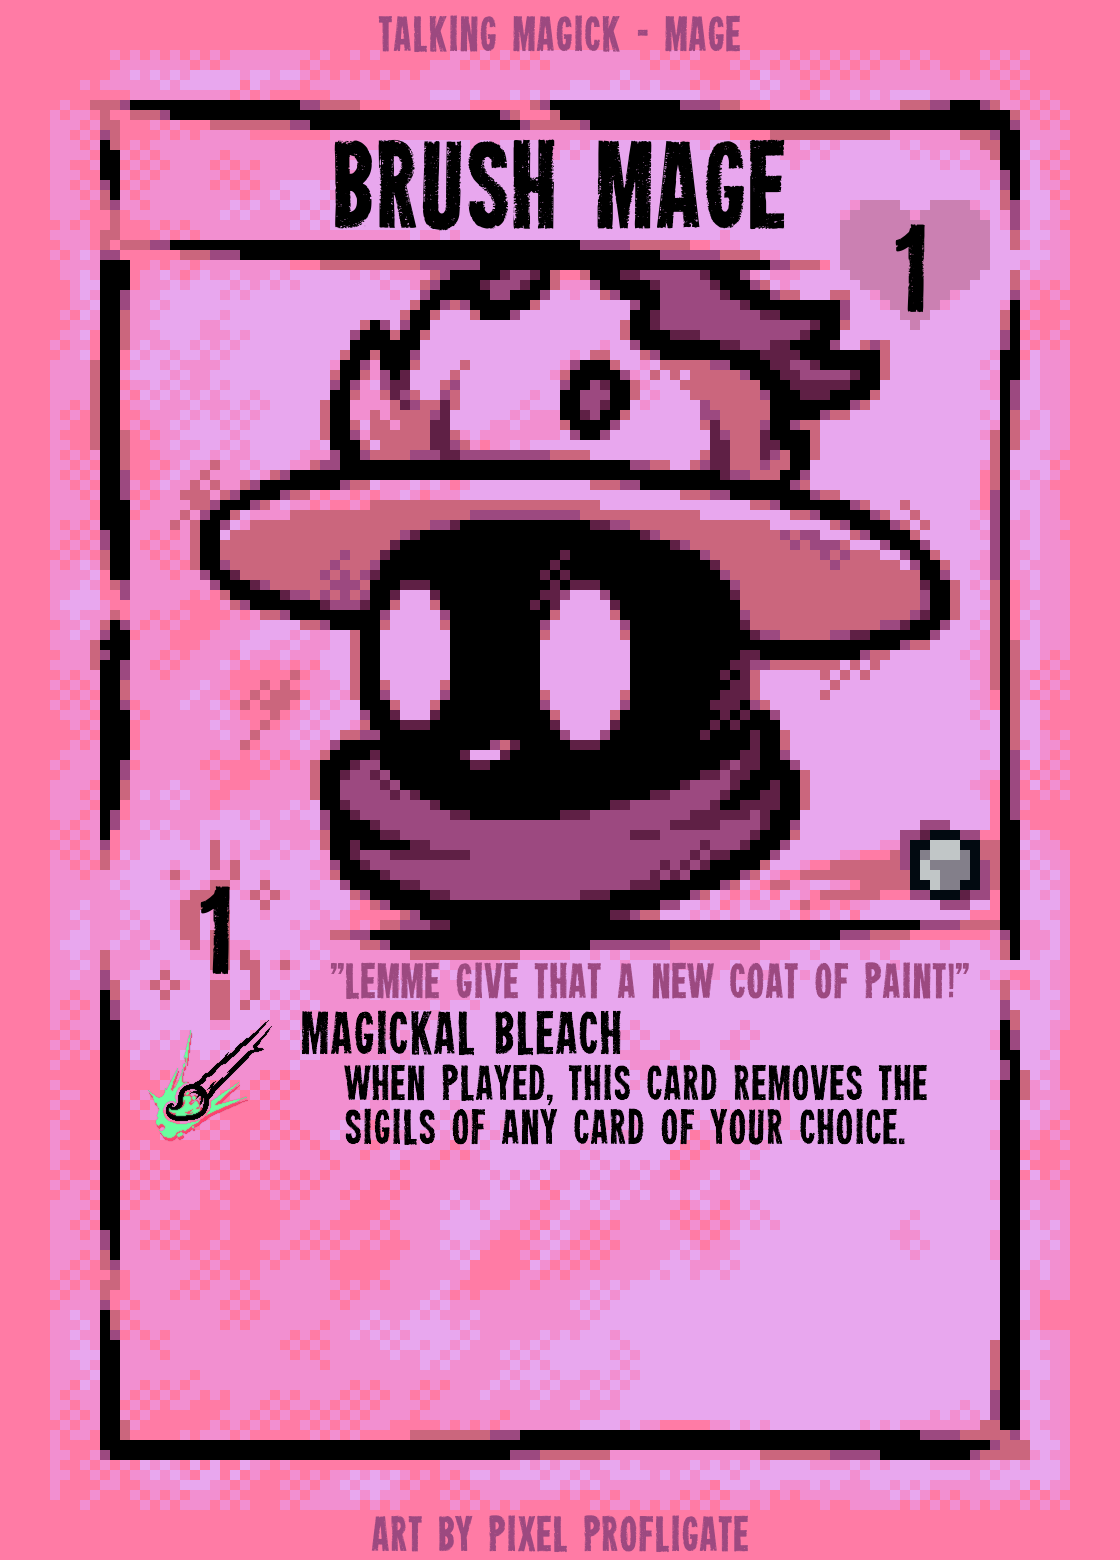 TALKING MAGICK - MAGE
BRUSH MAGE
1
1
"LEMME GIVE THAT A NEW COAT OF PAINT!"
MAGICKAL BLEACH
WHEN PLAYED, THIS CARD REMOVES THE
SIGILS OF ANY CARD OF YOUR CHOICE.
ART BY PIXEL PROFLIGATE